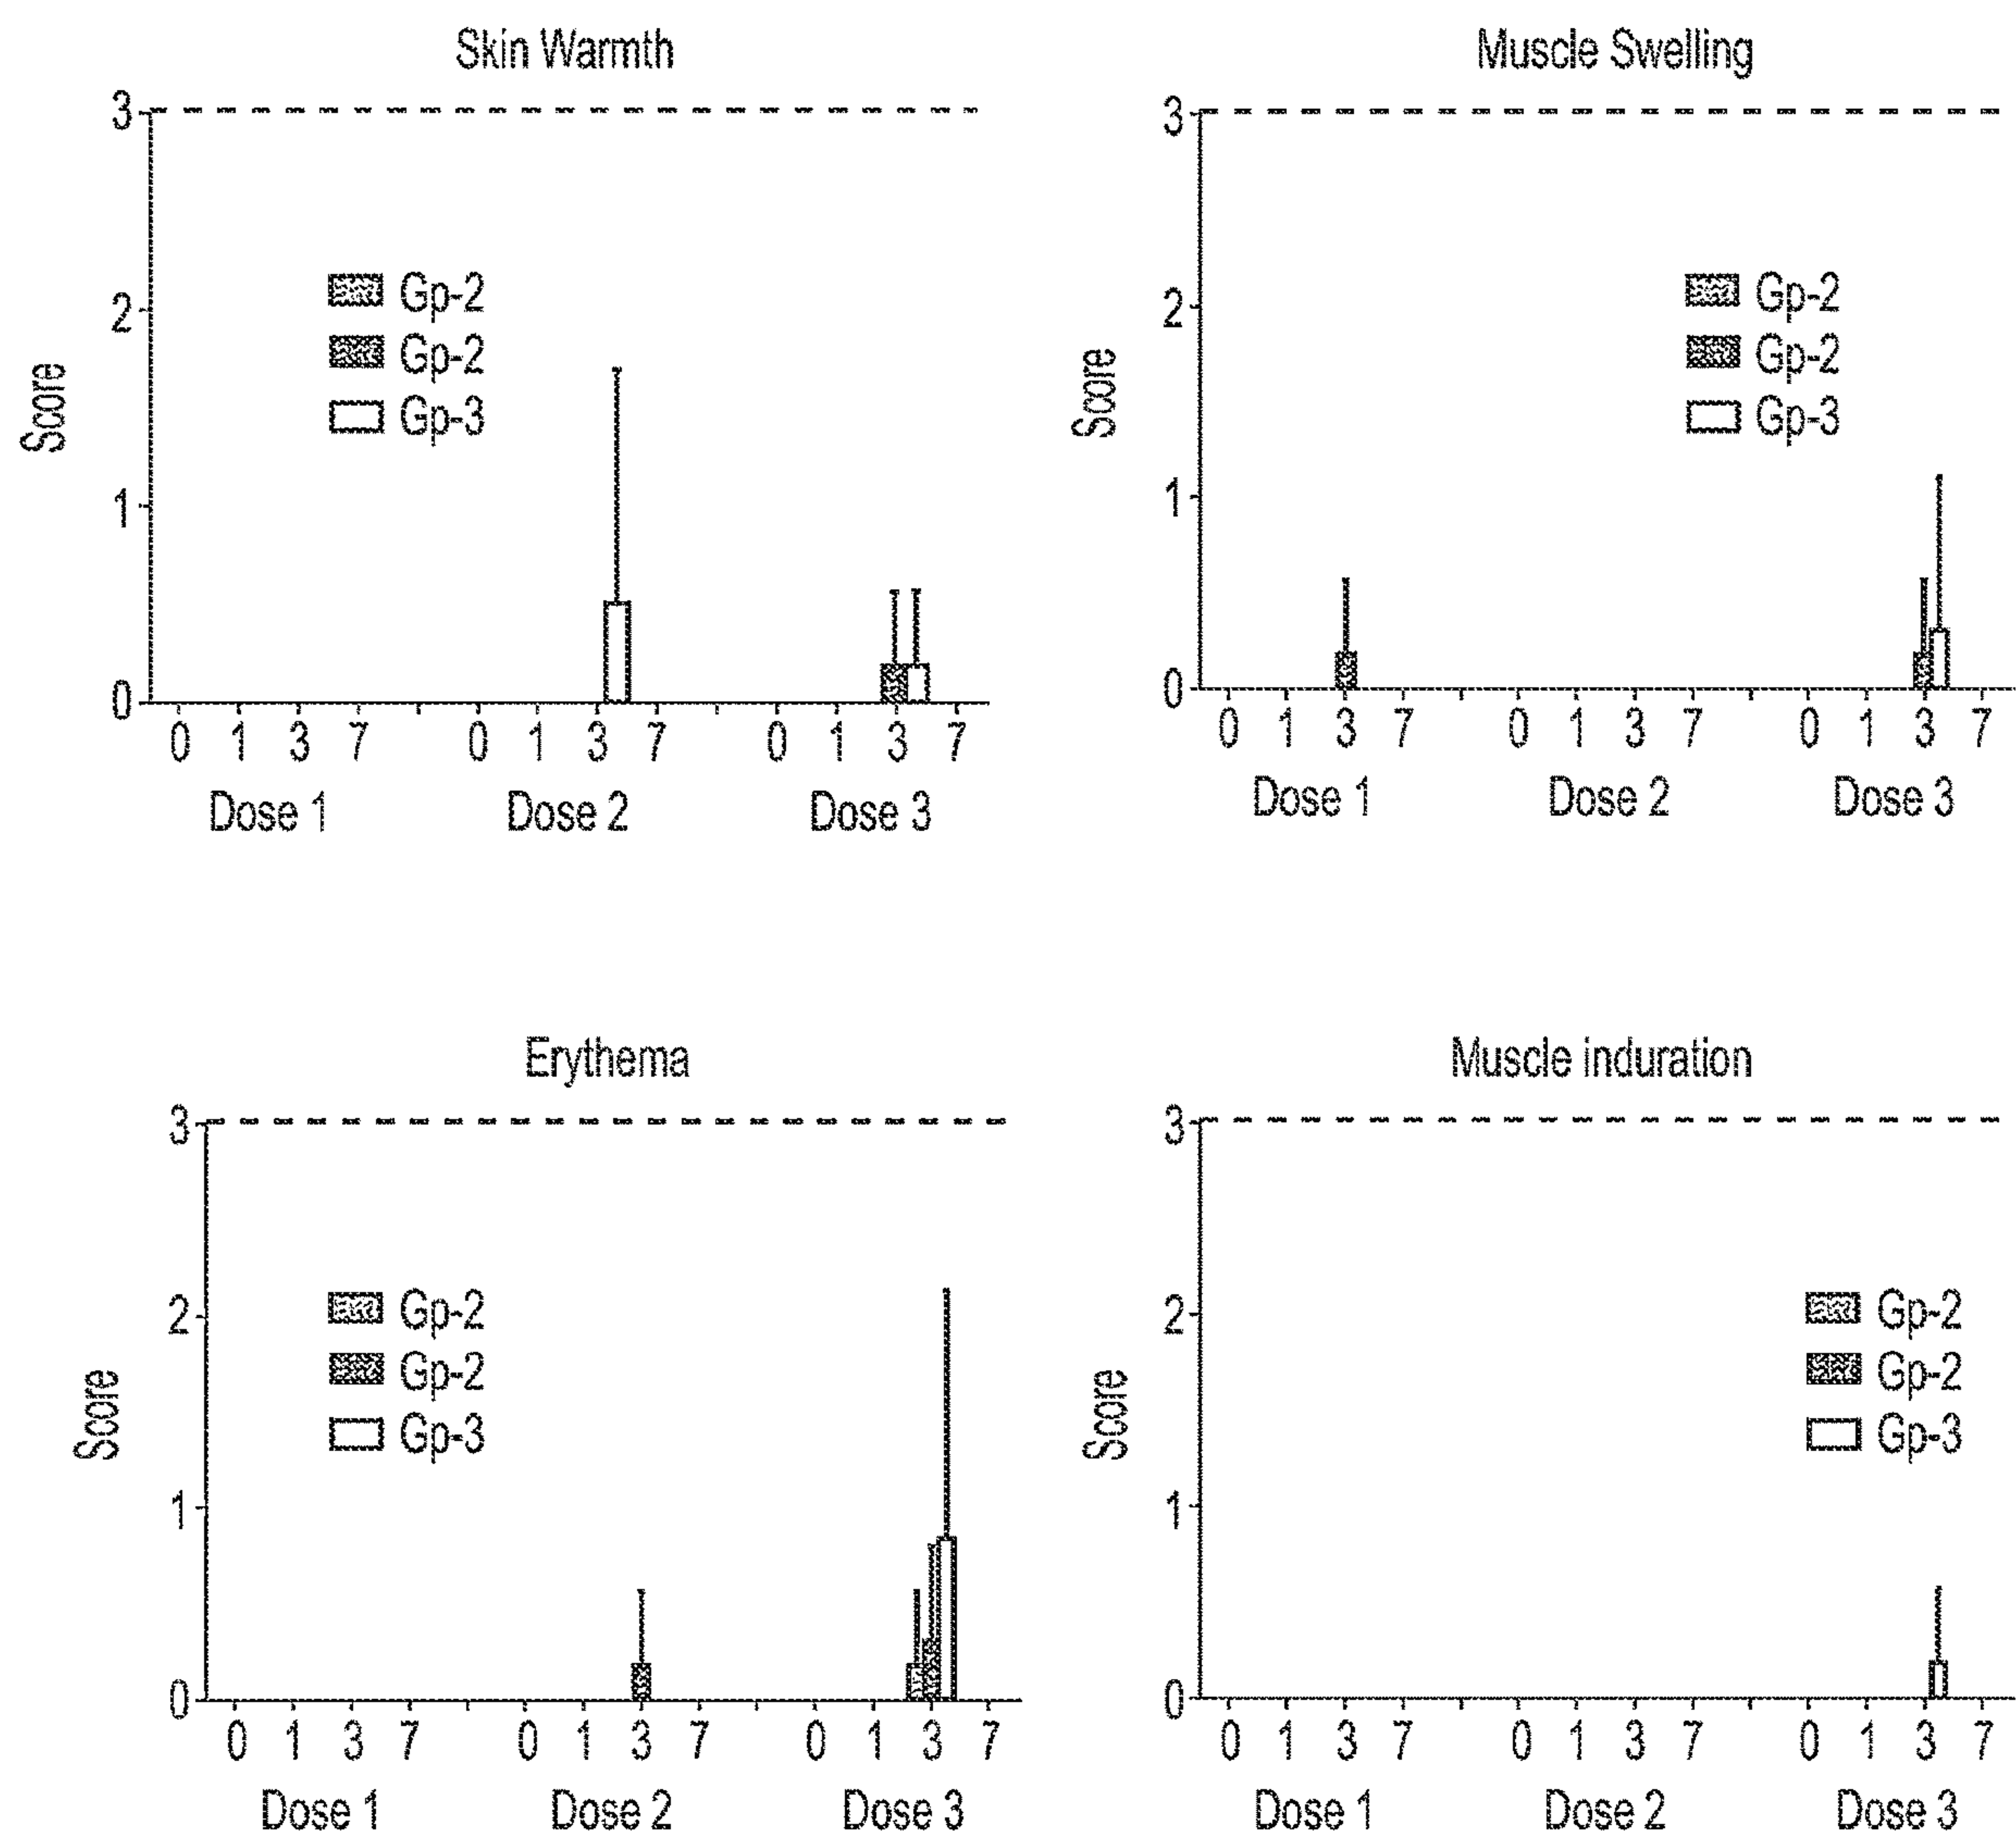 Skin Warmth
3
2
1
0
Score
Gp-2
Gp-2
Gp-3
0 1 3 7 0 1 3 7 0 1 3 7
Dose 1 Dose 2 Dose 3
Muscle Swelling
3
2
1
0
Score
Gp-2
Gp-2
Gp-3
0 1 3 7 0 1 3 7 0 1 3 7
Dose 1 Dose 2 Dose 3
Erythema
3
2
1
0
Score
Gp-2
Gp-2
Gp-3
0 1 3 7 0 1 3 7 0 1 3 7
Dose 1 Dose 2 Dose 3
Muscle induration
3
2
1
0
Score
Gp-2
Gp-2
Gp-3
0 1 3 7 0 1 3 7 0 1 3 7
Dose 1 Dose 2 Dose 3